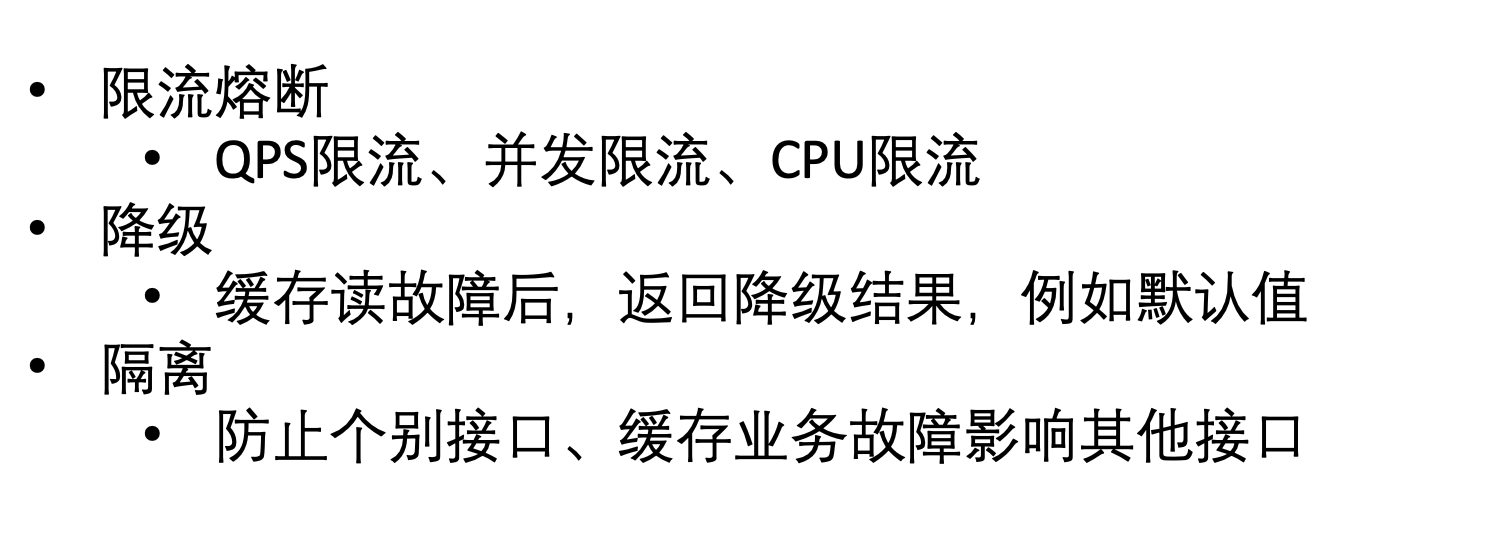 • 限流熔断
• QPS限流、并发限流、CPU限流
• 降级
• 缓存读故障后，返回降级结果，例如默认值
• 隔离
• 防止个别接口、缓存业务故障影响其他接口